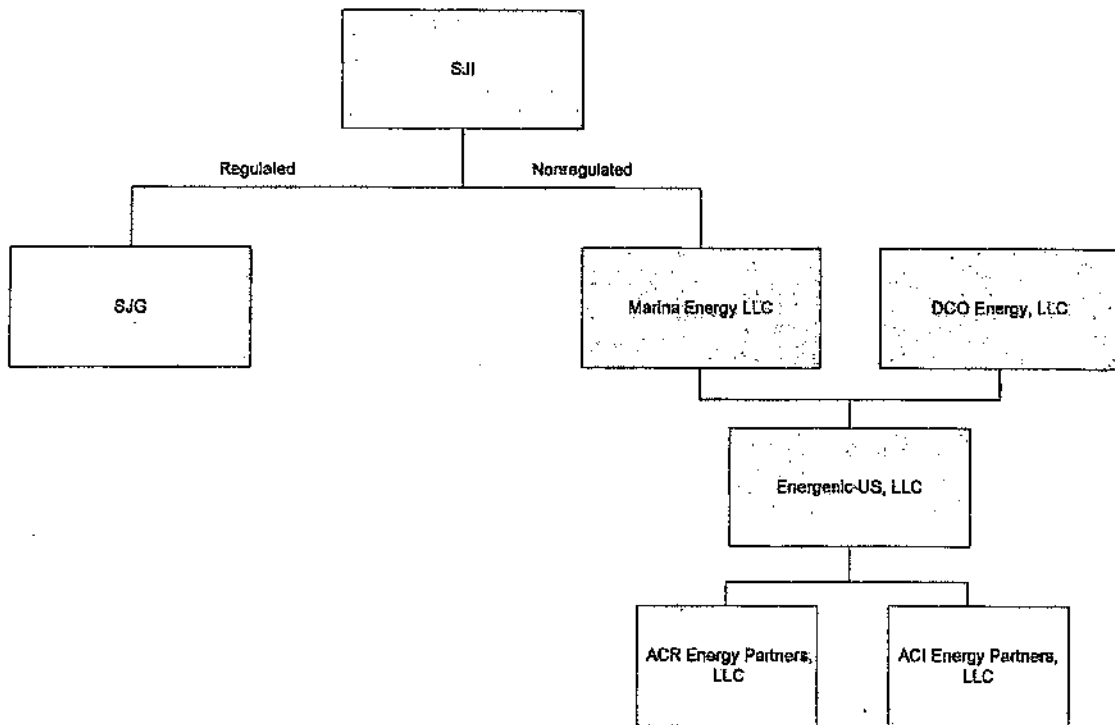 SJI
Regulated
Nonregulated
SJG
Marina Energy LLC
DCO Energy, LLC
Energenic-US, LLC
ACR Energy Partners,
LLC
ACI Energy Partners,
LLC